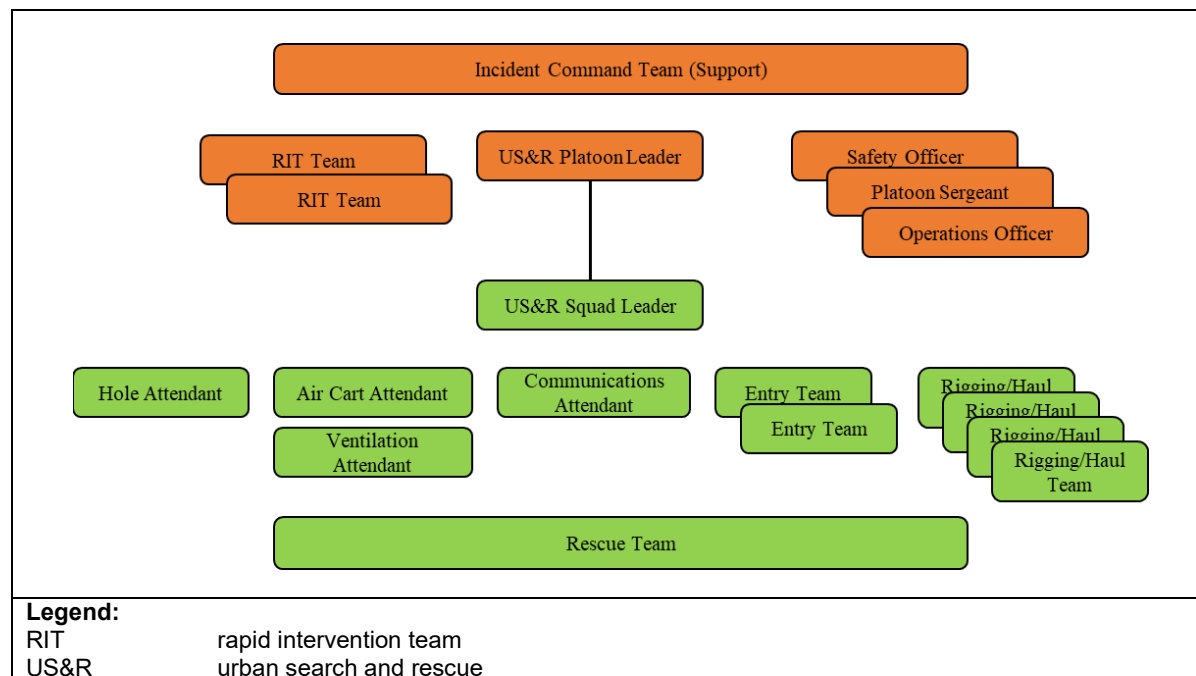 Incident Command Team (Support)
RIT Team
RIT Team
US&R Platoon Leader
Safety Officer
Platoon Sergeant
Operations Officer
US&R Squad Leader
Hole Attendant
Air Cart Attendant
Ventilation
Attendant
Communications
Attendant
Entry Team
Entry Team
Rigging/Haul
Rigging/Haul
Rigging/Haul
Rigging/Haul
Team
Rescue Team
Legend:
RIT rapid intervention team
US&R urban search and rescue